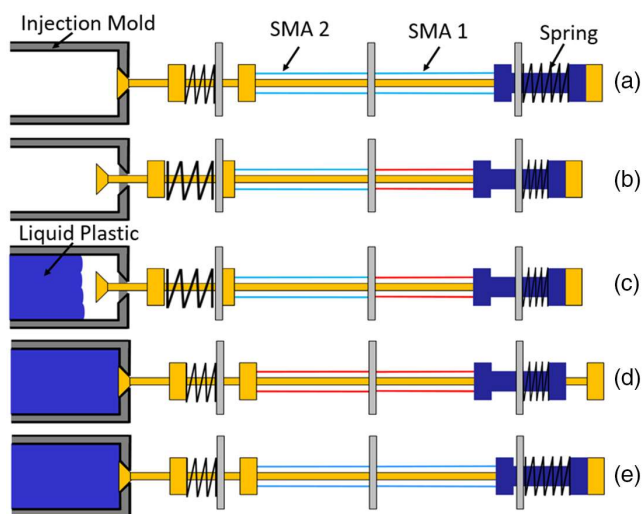 Injection Mold
SMA 2
SMA 1
Spring
(a)
(b)
Liquid Plastic
(c)
(d)
(e)